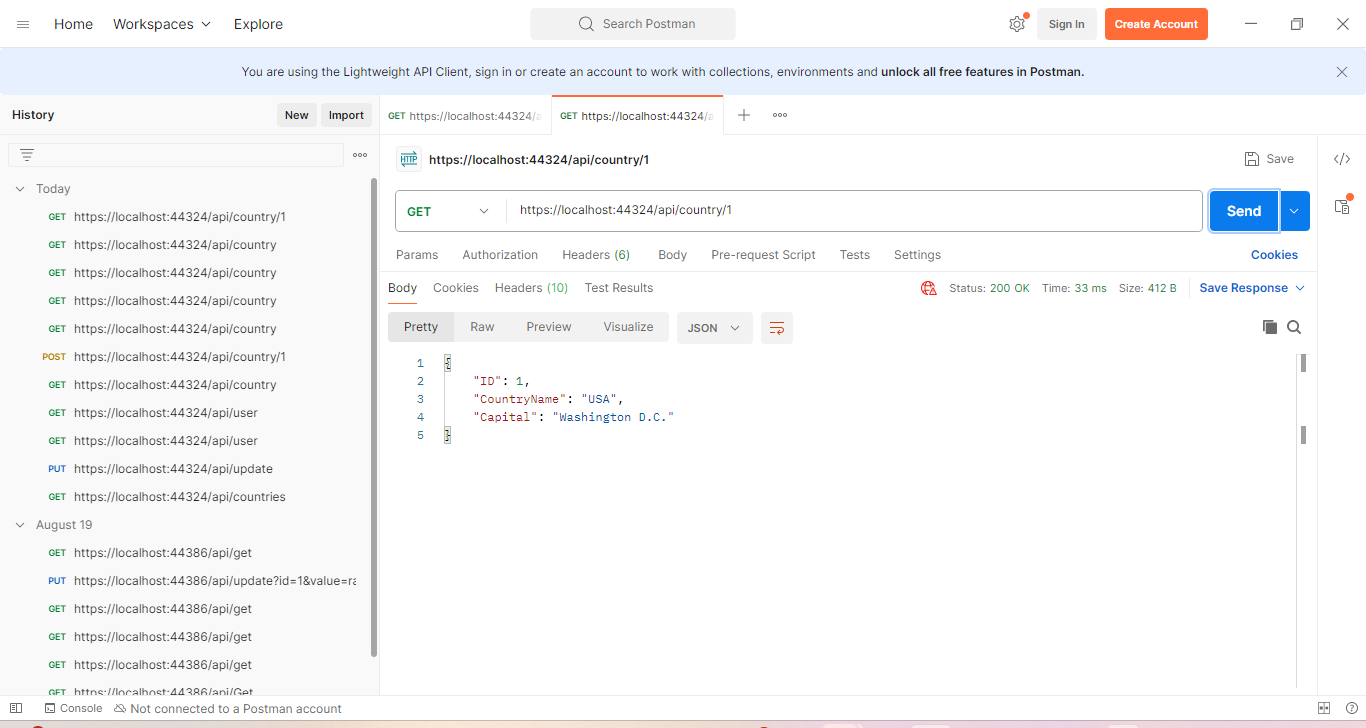 Home Workspaces Explore Search Postman Sign In Create Account
You are using the Lightweight API Client, sign in or create an account to work with collections, environments and unlock all free features in Postman.
History New Import
GET https://localhost:44324/a GET https://localhost:44324/a
HTTP https://localhost:44324/api/country/1 Save
Today
GET https://localhost:44324/api/country/1
GET https://localhost:44324/api/country
GET https://localhost:44324/api/country
GET https://localhost:44324/api/country
GET https://localhost:44324/api/country
POST https://localhost:44324/api/country/1
GET https://localhost:44324/api/country
GET https://localhost:44324/api/user
GET https://localhost:44324/api/user
PUT https://localhost:44324/api/update
GET https://localhost:44324/api/countries
August 19
GET https://localhost:44386/api/get
PUT https://localhost:44386/api/update?id=1&value=ra
GET https://localhost:44386/api/get
GET https://localhost:44386/api/get
GET https://localhost:44386/api/get
GET https://localhost:44386/api/Get
GET https://localhost:44324/api/country/1 Send
Params Authorization Headers (6) Body Pre-request Script Tests Settings Cookies
Body Cookies Headers (10) Test Results Status: 200 OK Time: 33 ms Size: 412 B Save Response
Pretty Raw Preview Visualize JSON
1 {
2 "ID": 1,
3 "CountryName": "USA",
4 "Capital": "Washington D.C."
5 }
Console Not connected to a Postman account